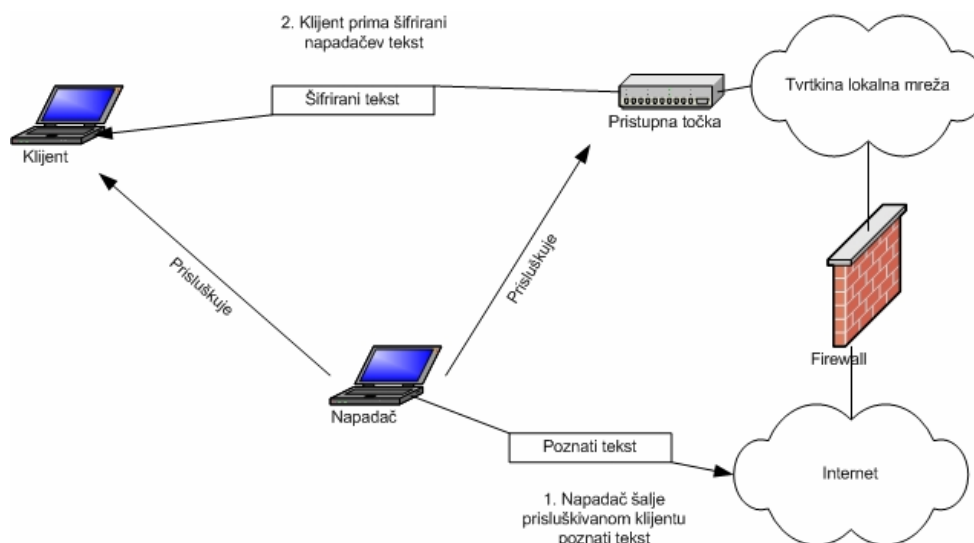 2. Klijent prima šifrirani
napadačev tekst
Šifrirani tekst
Tvrtkina lokalna mreža
Pristupna točka
Klijent
Prisluškuje
Prisluškuje
Firewall
Napadač
Poznati tekst
Internet
1. Napadač šalje
prisluškivanom klijentu
poznati tekst